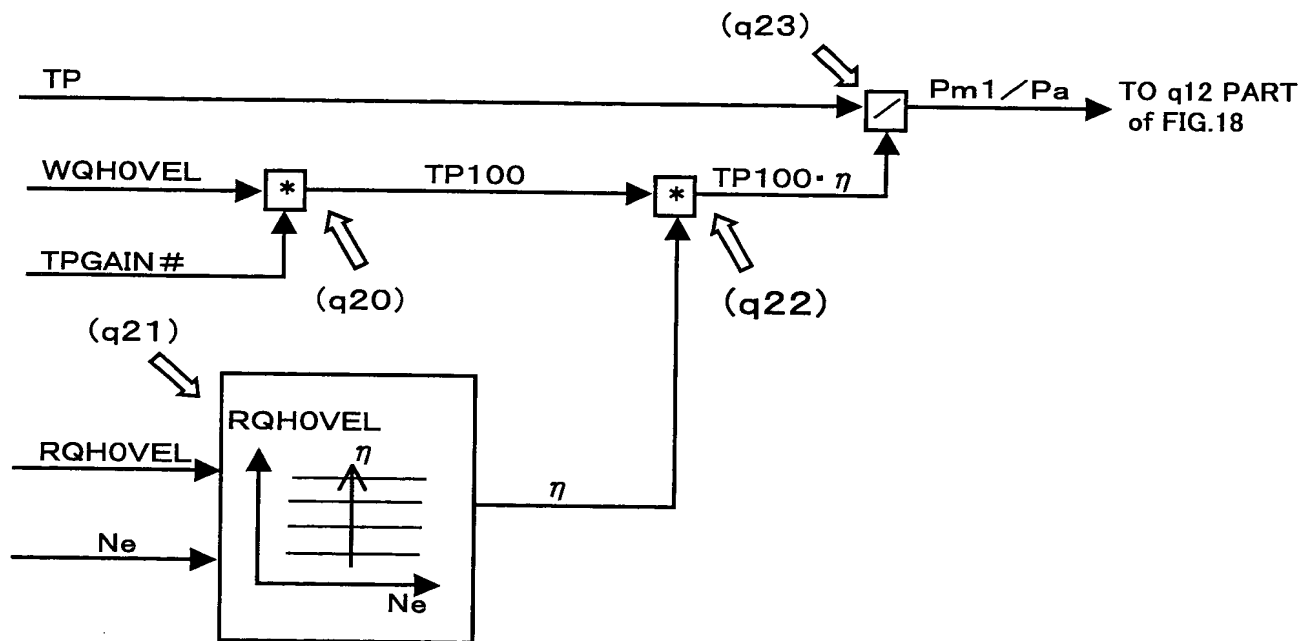 (q23)
TP
Pm1/Pa
TO q12 PART
of FIG.18
WQH0VEL
*
TP100
*
TP100・η
TPGAIN#
(q20)
(q22)
(q21)
RQH0VEL
RQH0VEL
η
η
Ne
Ne